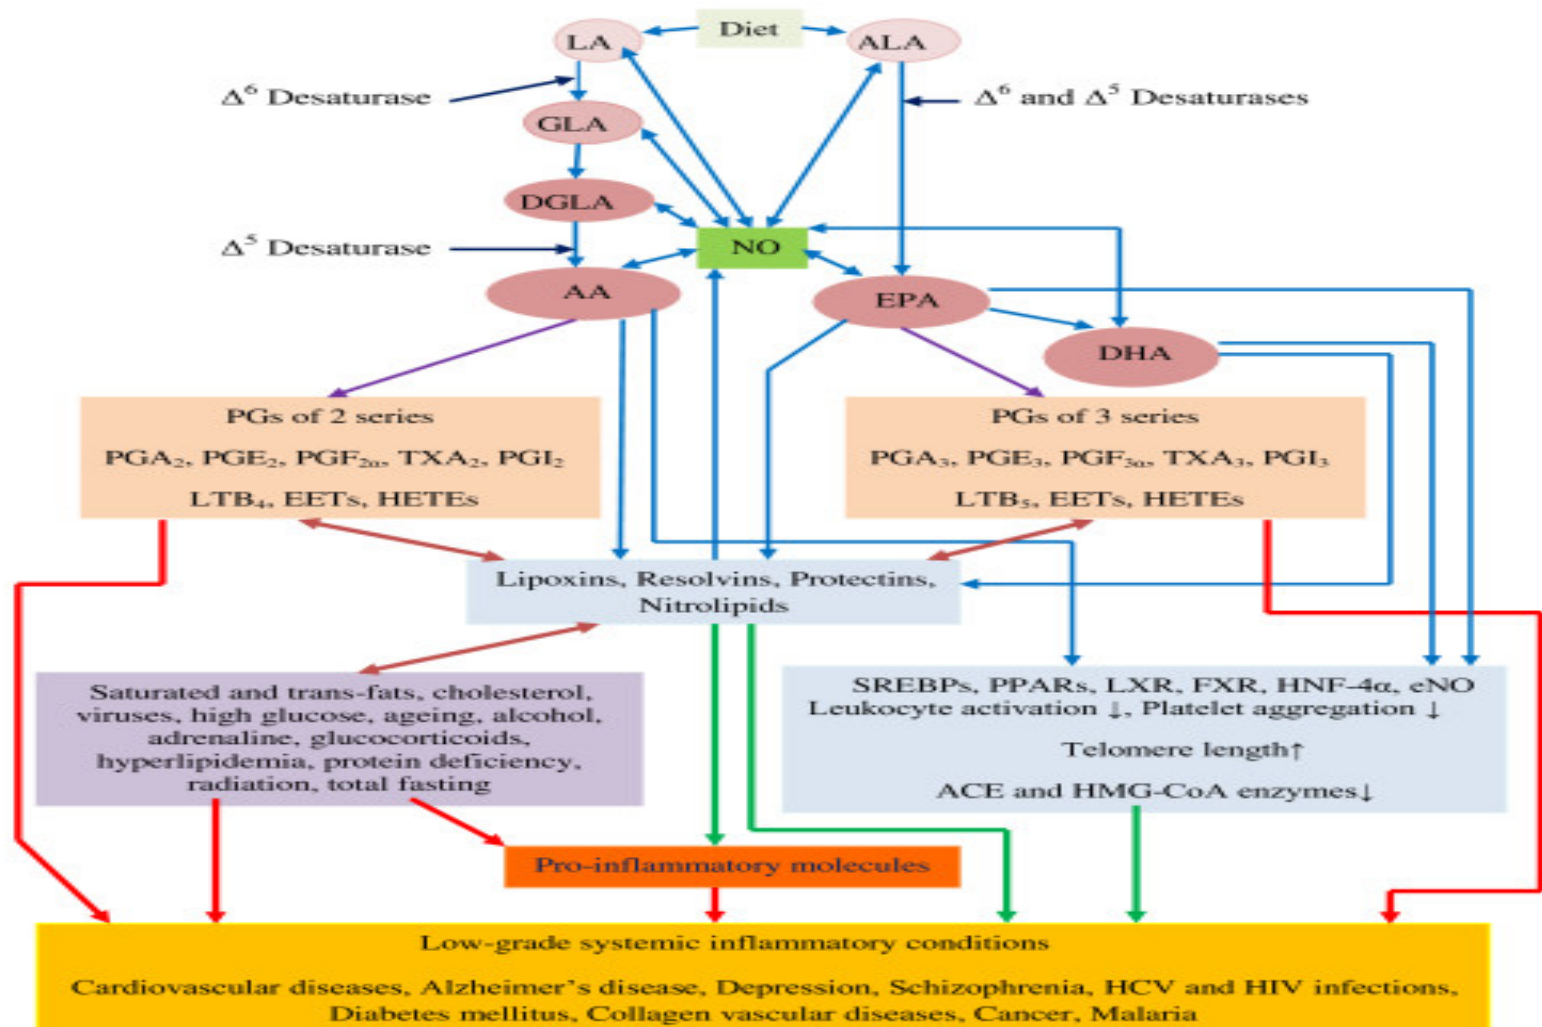 Diet
LA
ALA
Δ⁶ Desaturase
Δ⁶ and Δ⁵ Desaturases
GLA
DGLA
Δ⁵ Desaturase
NO
AA
EPA
DHA
PGs of 2 series
PGA₂, PGE₂, PGF₂α, TXA₂, PGI₂
LTB₄, EETs, HETEs
PGs of 3 series
PGA₃, PGE₃, PGF₃α, TXA₃, PGI₃
LTB₅, EETs, HETEs
Lipoxins, Resolvins, Protectins,
Nitrolipids
Saturated and trans-fats, cholesterol,
viruses, high glucose, ageing, alcohol,
adrenaline, glucocorticoids,
hyperlipidemia, protein deficiency,
radiation, total fasting
SREBPs, PPARs, LXR, FXR, HNF-4α, eNO
Leukocyte activation ↓, Platelet aggregation ↓
Telomere length↑
ACE and HMG-CoA enzymes↓
Pro-inflammatory molecules
Low-grade systemic inflammatory conditions
Cardiovascular diseases, Alzheimer's disease, Depression, Schizophrenia, HCV and HIV infections,
Diabetes mellitus, Collagen vascular diseases, Cancer, Malaria